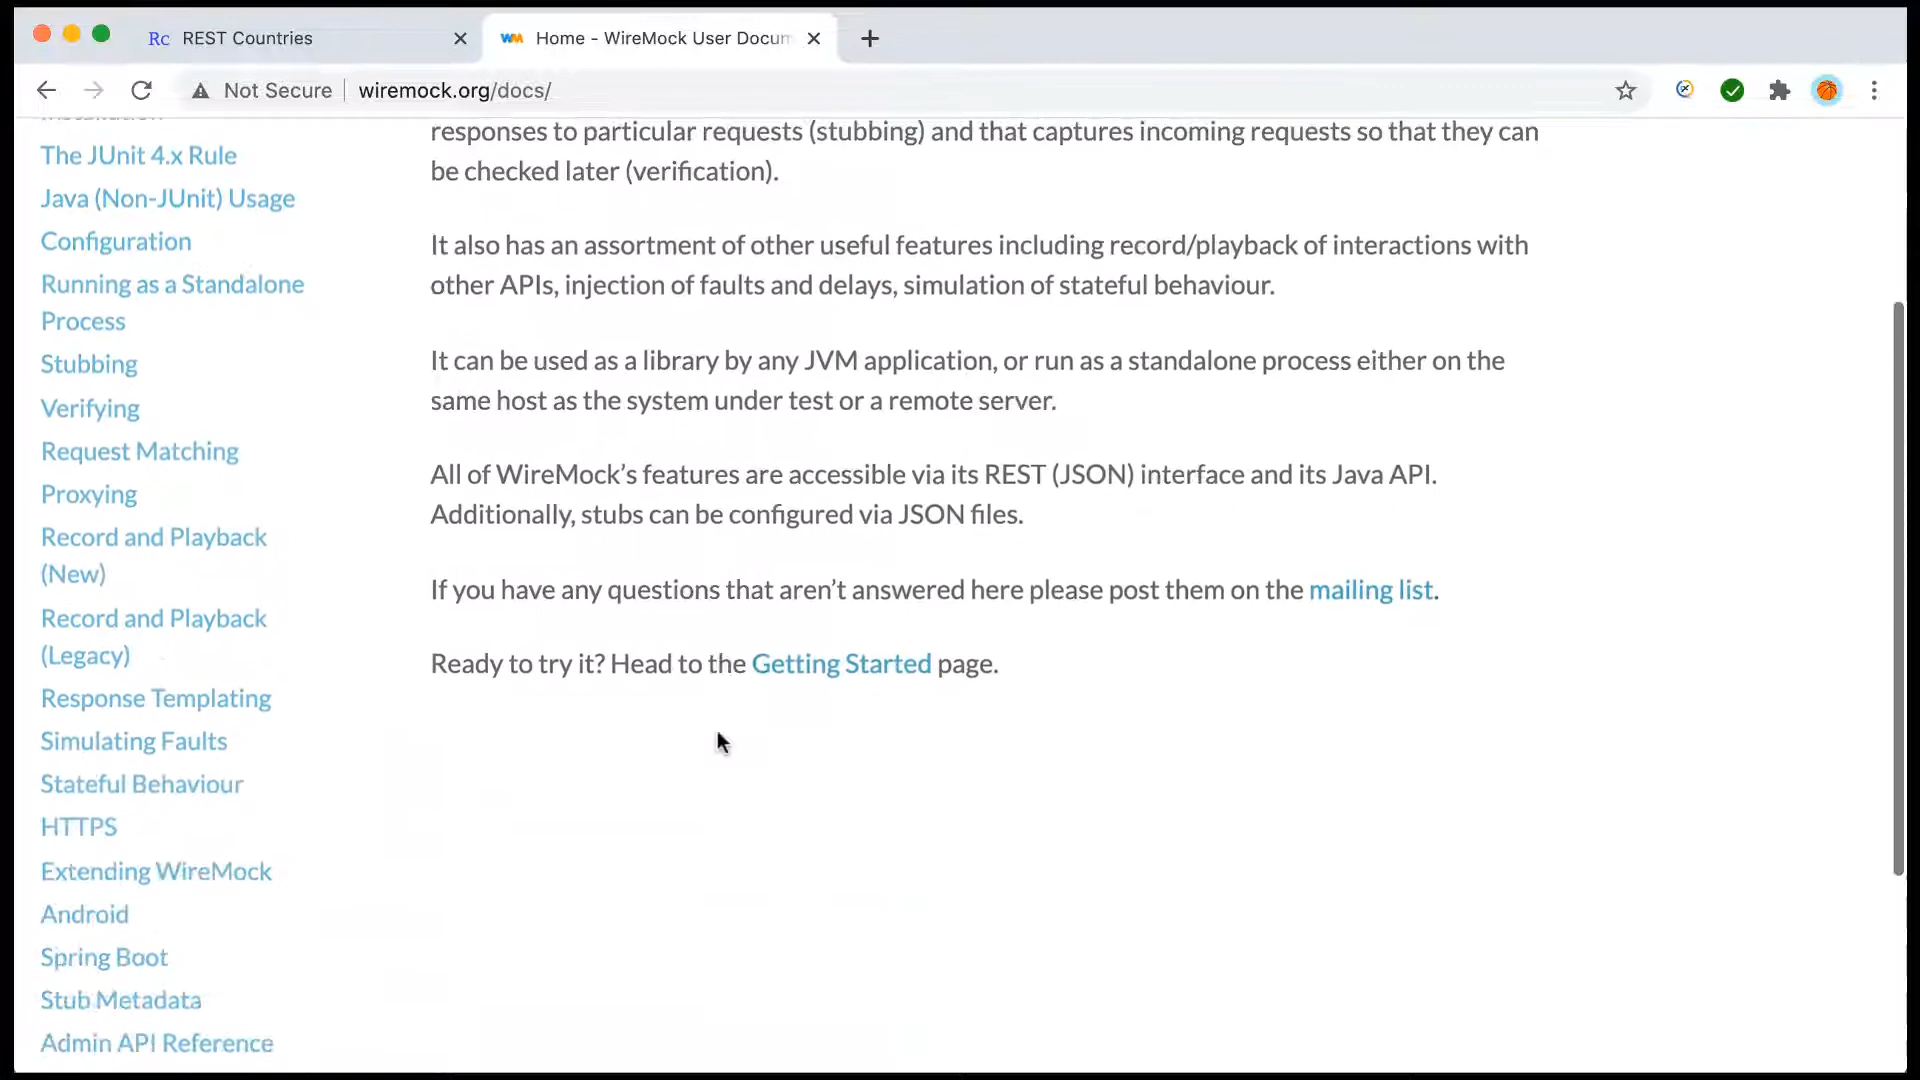 Rc REST Countries
WM Home - WireMock User Docum
Not Secure wiremock.org/docs/
The JUnit 4.x Rule
Java (Non-JUnit) Usage
Configuration
Running as a Standalone
Process
Stubbing
Verifying
Request Matching
Proxying
Record and Playback
(New)
Record and Playback
(Legacy)
Response Templating
Simulating Faults
Stateful Behaviour
HTTPS
Extending WireMock
Android
Spring Boot
Stub Metadata
Admin API Reference
responses to particular requests (stubbing) and that captures incoming requests so that they can
be checked later (verification).
It also has an assortment of other useful features including record/playback of interactions with
other APIs, injection of faults and delays, simulation of stateful behaviour.
It can be used as a library by any JVM application, or run as a standalone process either on the
same host as the system under test or a remote server.
All of WireMock’s features are accessible via its REST (JSON) interface and its Java API.
Additionally, stubs can be configured via JSON files.
If you have any questions that aren’t answered here please post them on the mailing list.
Ready to try it? Head to the Getting Started page.